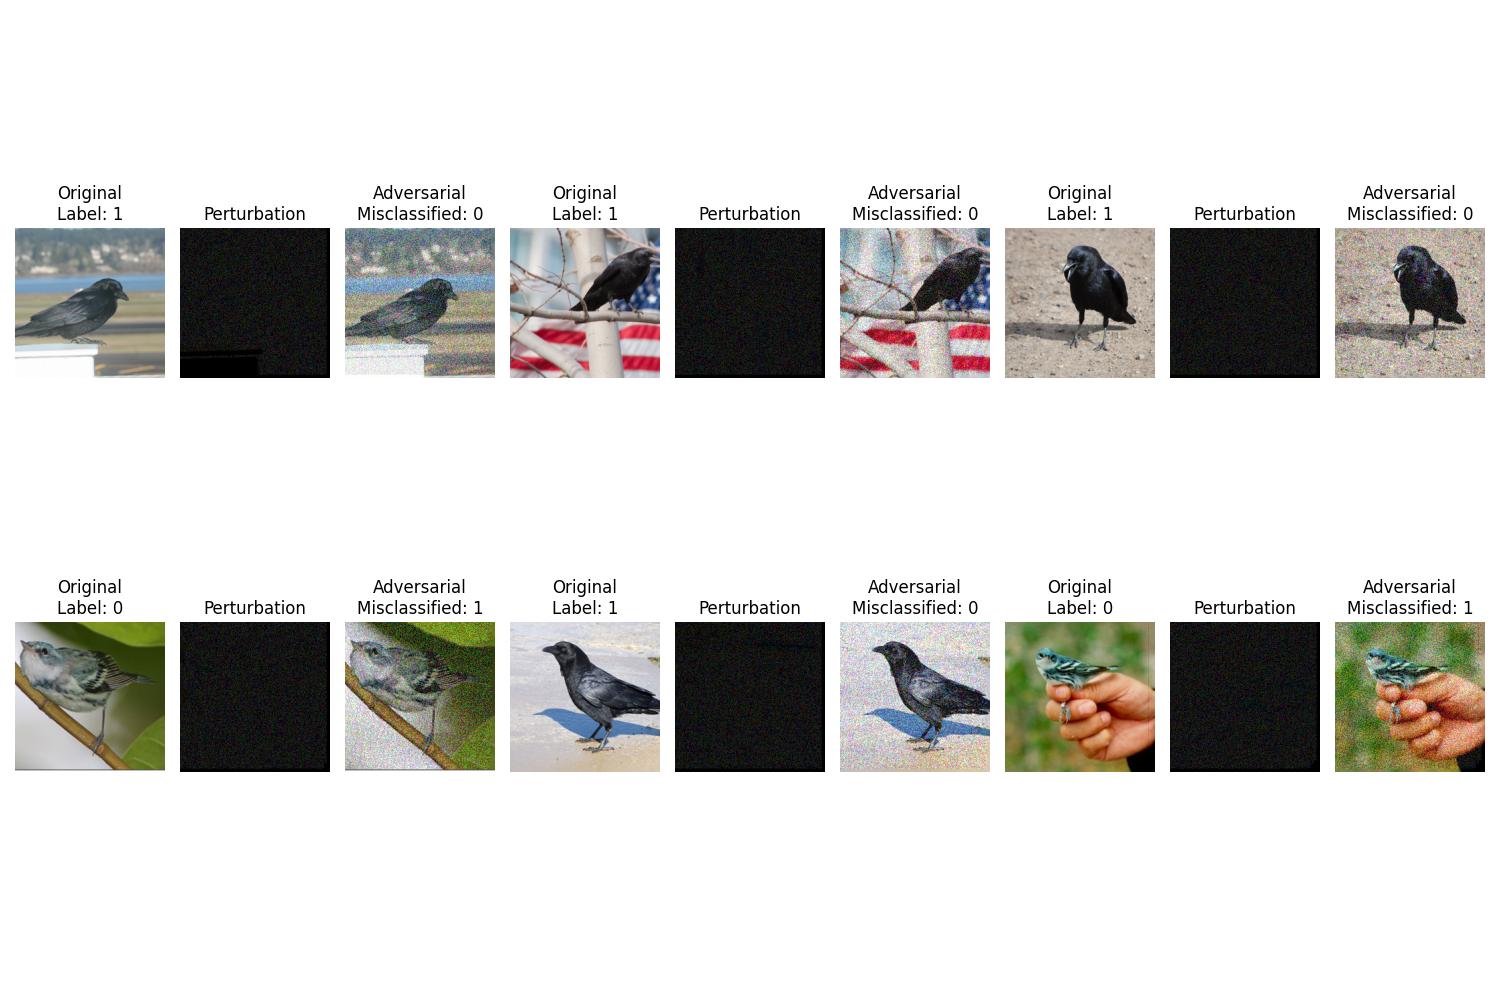 Original
Label: 1
Perturbation
Adversarial
Misclassified: 0
Original
Label: 1
Perturbation
Adversarial
Misclassified: 0
Original
Label: 1
Perturbation
Adversarial
Misclassified: 0
Original
Label: 0
Perturbation
Adversarial
Misclassified: 1
Original
Label: 1
Perturbation
Adversarial
Misclassified: 0
Original
Label: 0
Perturbation
Adversarial
Misclassified: 1